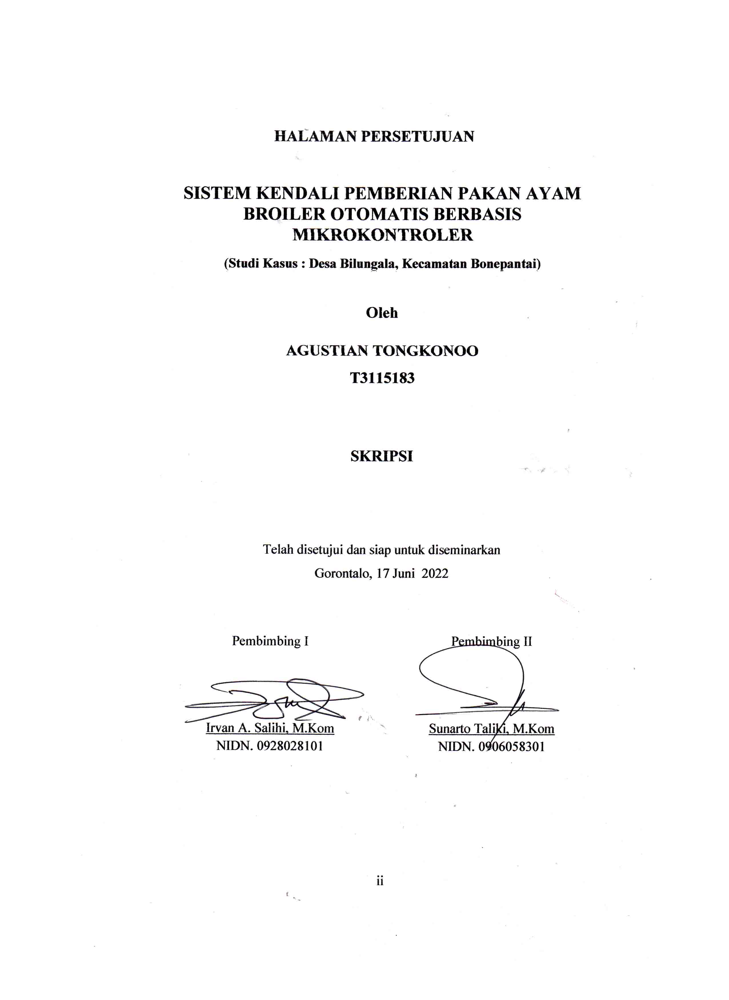 HALAMAN PERSETUJUAN
SISTEM KENDALI PEMBERIAN PAKAN AYAM
BROILER OTOMATIS BERBASIS
MIKROKONTROLER
(Studi Kasus : Desa Bilungala, Kecamatan Bonepantai)
Oleh
AGUSTIAN TONGKONOO
T3115183
SKRIPSI
Telah disetujui dan siap untuk diseminarkan
Gorontalo, 17 Juni 2022
Pembimbing I Pembimbing II
Irvan A. Salihi, M.Kom Sunarto Taliki, M.Kom
NIDN. 0928028101 NIDN. 0906058301
ii